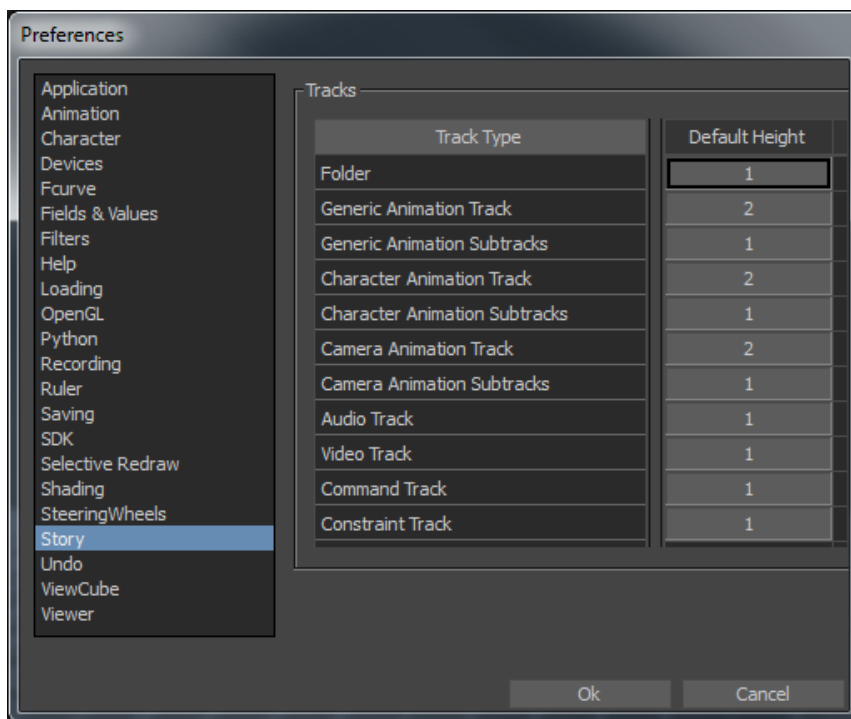 Preferences
Application
Animation
Character
Devices
Fcurve
Fields & Values
Filters
Help
Loading
OpenGL
Python
Recording
Ruler
Saving
SDK
Selective Redraw
Shading
SteeringWheels
Story
Undo
ViewCube
Viewer
Tracks
Track Type Default Height
Folder 1
Generic Animation Track 2
Generic Animation Subtracks 1
Character Animation Track 2
Character Animation Subtracks 1
Camera Animation Track 2
Camera Animation Subtracks 1
Audio Track 1
Video Track 1
Command Track 1
Constraint Track 1
Ok Cancel